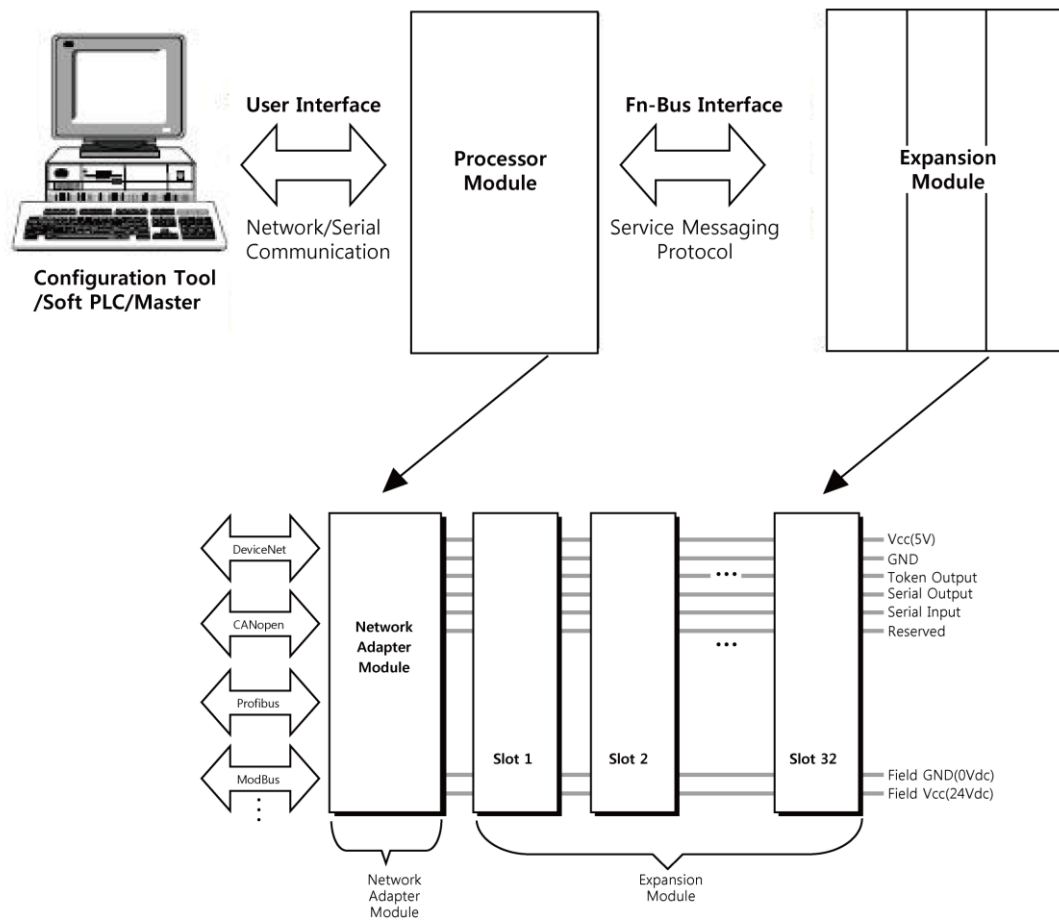 User Interface
Network/Serial
Communication
Configuration Tool
/Soft PLC/Master
Processor
Module
Fn-Bus Interface
Service Messaging
Protocol
Expansion
Module
DeviceNet
CANopen
Profibus
ModBus
Network
Adapter
Module
Slot 1
Slot 2
Slot 32
Vcc(5V)
GND
Token Output
Serial Output
Serial Input
Reserved
Field GND(0Vdc)
Field Vcc(24Vdc)
Network
Adapter
Module
Expansion
Module